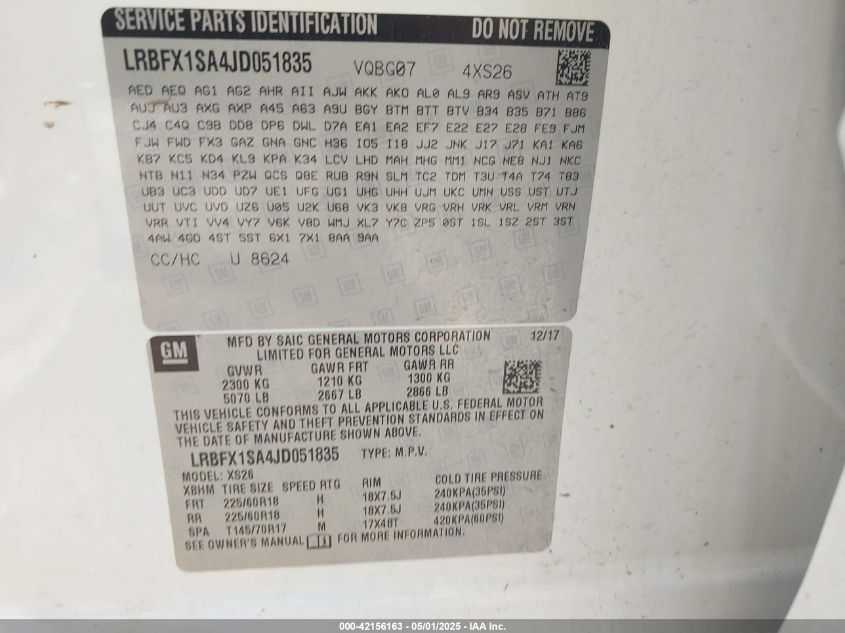 SERVICE PARTS IDENTIFICATION DO NOT REMOVE
LRBFX1SA4JD051835 VQBG07 4XS26
AED AEQ AG1 AG2 AHR AII AJW AKK AKO AL0 AL9 AR9 ASV ATH AT9
AUJ AU3 AXG AXP A45 A63 A9U BGY BTM BTT BTV B34 B35 B71 B86
CJ4 C4Q C9B DD8 DP6 DWL D7A EA1 EA2 EF7 E22 E27 E28 FE9 FJM
FJW FWD FX3 GAZ GNA GNC H36 IO5 I18 JJ2 JNK J17 J71 KA1 KA6
KB7 KC5 KD4 KL9 KPA K34 LCV LHD MAH MHG MM1 NCG NE8 NJ1 NKC
NTB N11 N34 PZW QCS Q8E RUB R9N SLM TC2 TDM T3U T4A T74 T83
UB3 UC3 UDD UD7 UE1 UFG UG1 UHG UHH UJM UKC UMN USS UST UTJ
UUT UVC UVD UZ6 U05 U2K U68 VK3 VK8 VRG VRH VRK VRL VRM VRN
VRR VT1 VV4 VY7 V6K V8D WMJ XL7 Y7C ZP5 0ST 1SL 1SZ 2ST 3ST
4AW 4GO 4ST 5ST 6X1 7X1 8AA 9AA
CC/HC U 8624
GM MFD BY SAIC GENERAL MOTORS CORPORATION 12/17
LIMITED FOR GENERAL MOTORS LLC
GVWR GAWR FRT GAWR RR
2300 KG 1210 KG 1300 KG
5070 LB 2667 LB 2866 LB
THIS VEHICLE CONFORMS TO ALL APPLICABLE U.S. FEDERAL MOTOR
VEHICLE SAFETY AND THEFT PREVENTION STANDARDS IN EFFECT ON
THE DATE OF MANUFACTURE SHOWN ABOVE.
LRBFX1SA4JD051835 TYPE: M.P.V.
MODEL: XS26
XBHM TIRE SIZE SPEED RTG RIM COLD TIRE PRESSURE
FRT 225/60R18 H 18X7.5J 240KPA(35PSI)
RR 225/60R18 H 18X7.5J 240KPA(35PSI)
SPA T145/70R17 M 17X4BT 420KPA(60PSI)
SEE OWNER'S MANUAL FOR MORE INFORMATION.
000-42156163 - 05/01/2025 - IAA Inc.